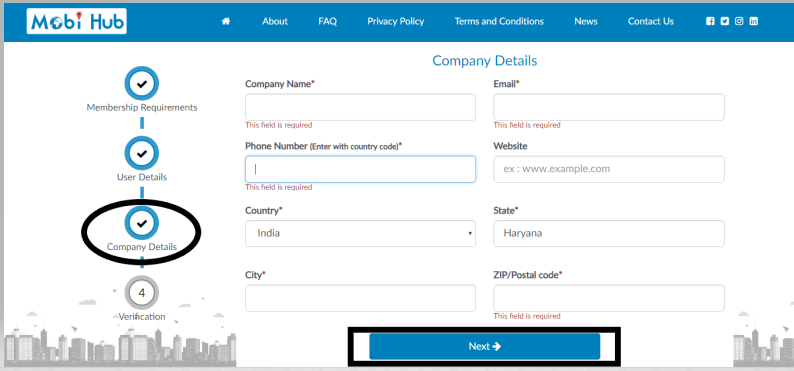 Mobi Hub
About FAQ Privacy Policy Terms and Conditions News Contact Us
Company Details
Membership Requirements
User Details
Company Details
4
Verification
Company Name* Email*
This field is required This field is required
Phone Number (Enter with country code)* Website
ex : www.example.com
This field is required
Country* State*
India Haryana
City* ZIP/Postal code*
This field is required
Next